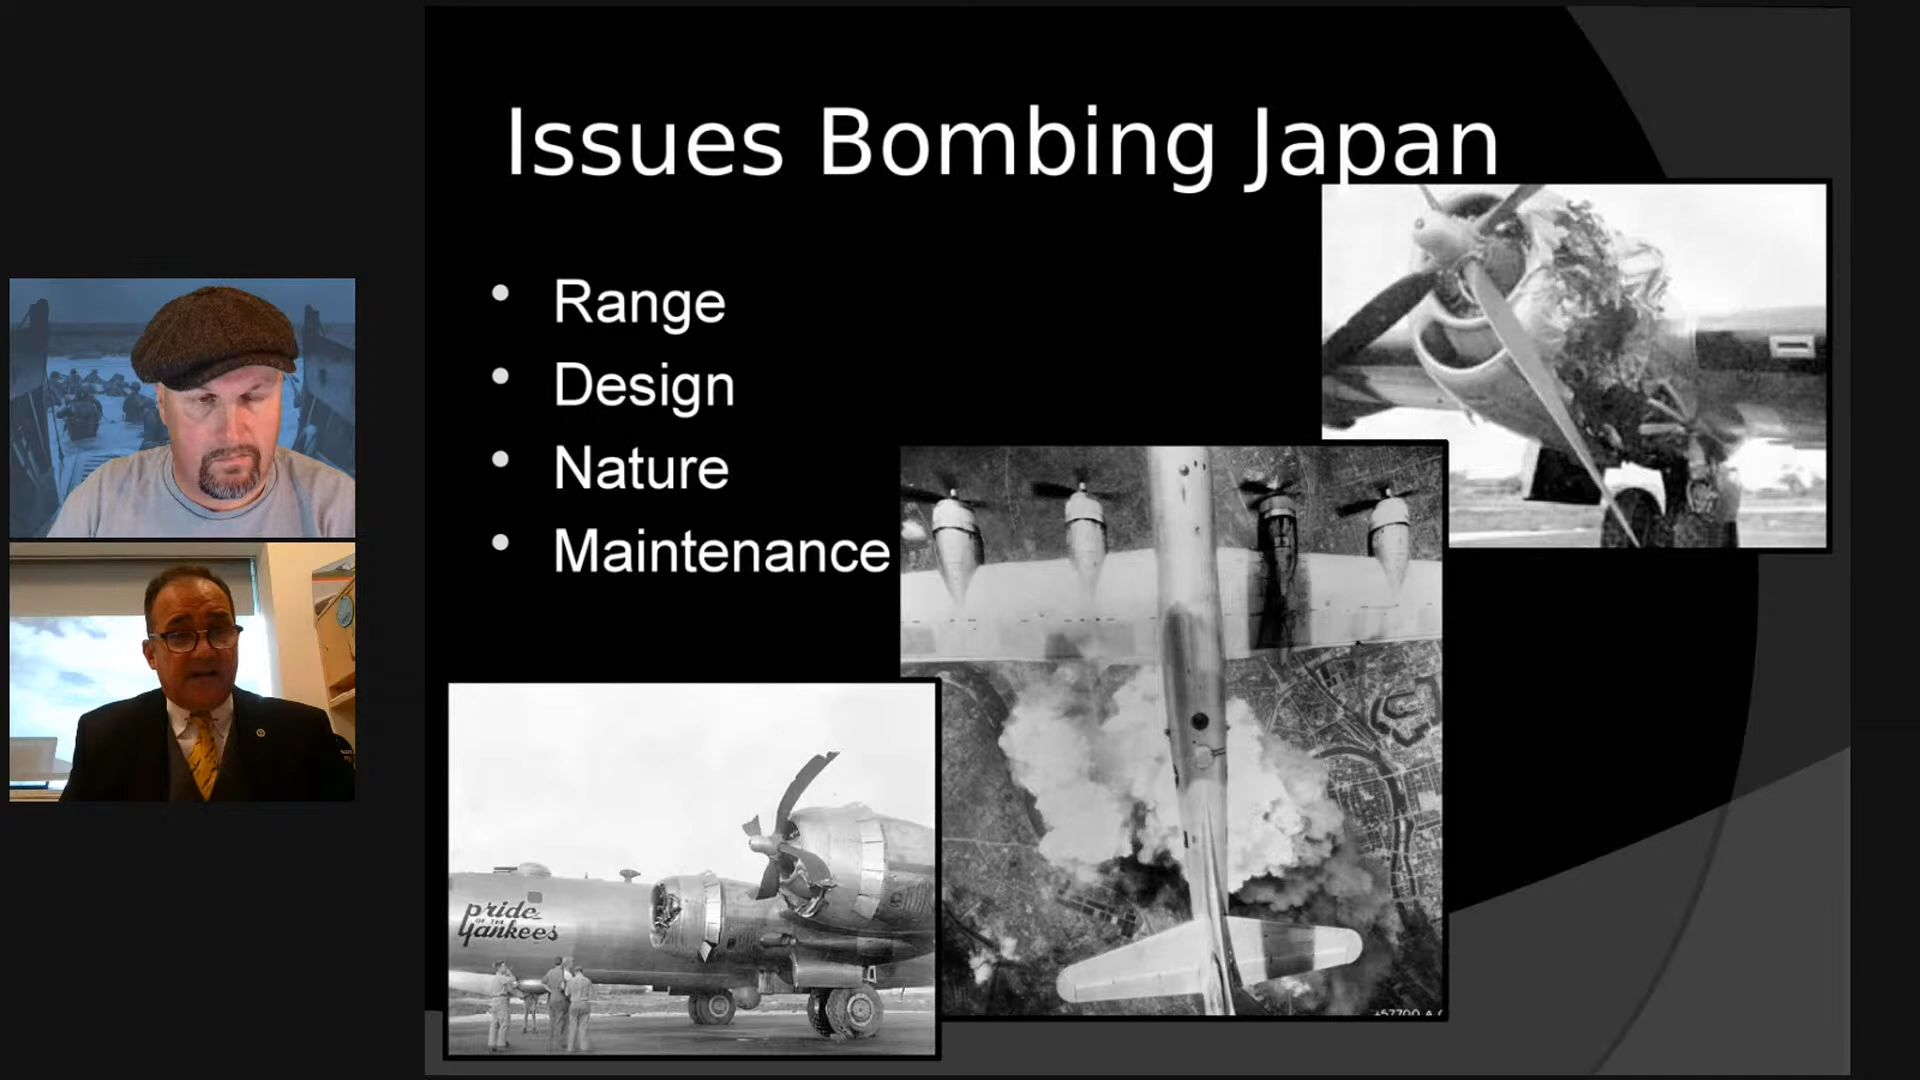 Issues Bombing Japan
Range
Design
Nature
Maintenance
pride
OF THE
Yankees